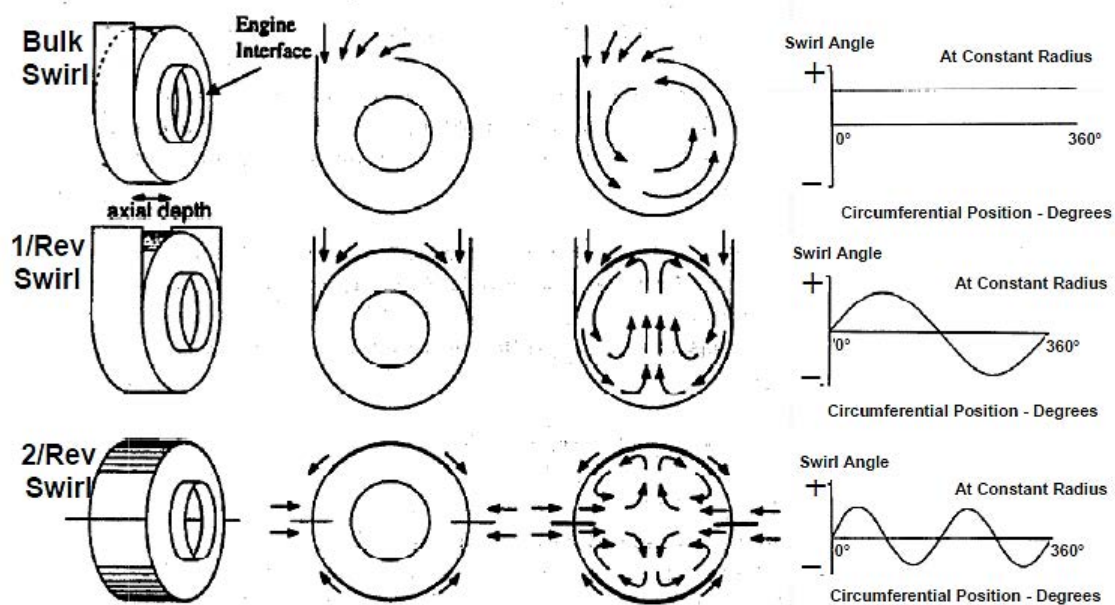 Bulk
Swirl
Engine
Interface
axial depth
Swirl Angle
+
At Constant Radius
0°
360°
−
Circumferential Position - Degrees
1/Rev
Swirl
Swirl Angle
+
At Constant Radius
'0°
360°
−
Circumferential Position - Degrees
2/Rev
Swirl
Swirl Angle
+
At Constant Radius
0°
360°
−
Circumferential Position - Degrees